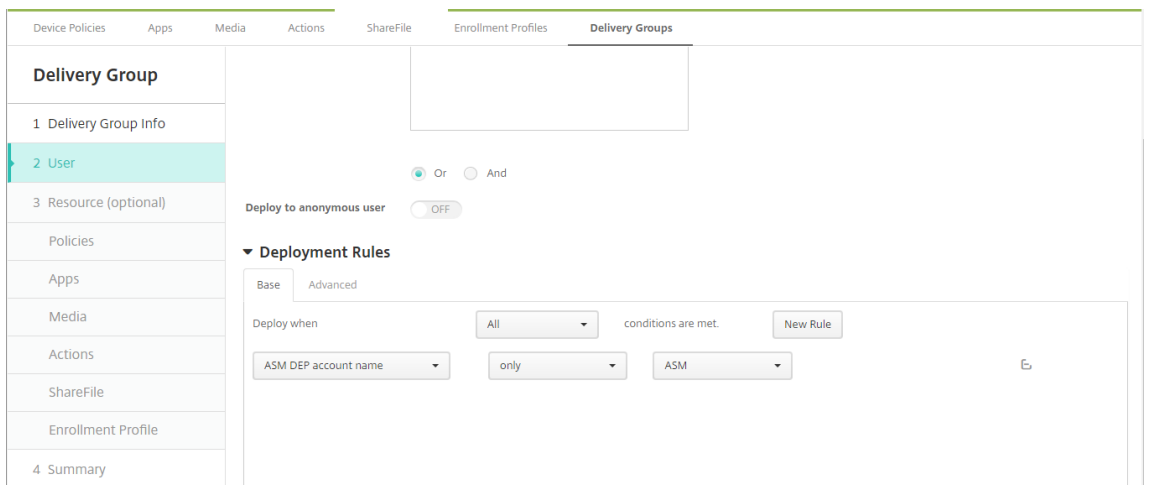 Device Policies Apps Media Actions ShareFile Enrollment Profiles Delivery Groups
Delivery Group
1 Delivery Group Info
2 User
3 Resource (optional)
Policies
Apps
Media
Actions
ShareFile
Enrollment Profile
4 Summary
Or And
Deploy to anonymous user OFF
Deployment Rules
Base Advanced
Deploy when All conditions are met. New Rule
ASM DEP account name only ASM